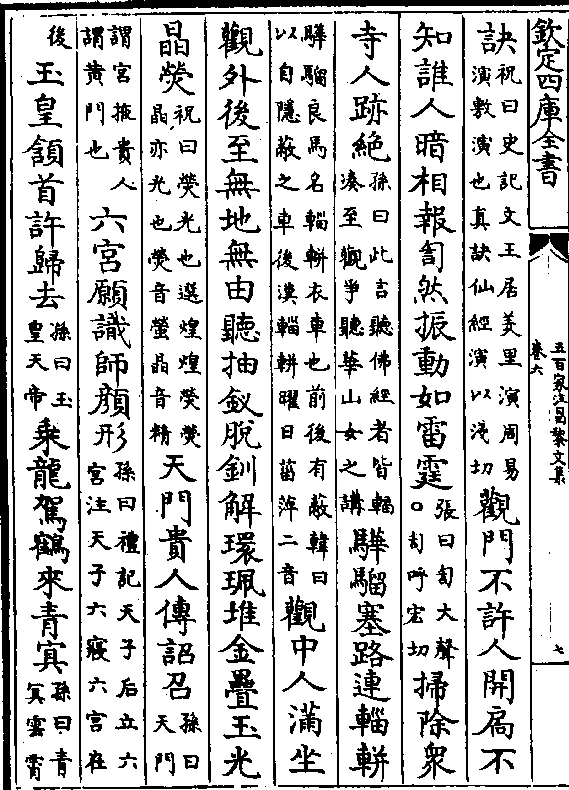 欽定四庫全書
五百家注昌黎文集
卷六
七
訣祝曰史記文王居羑里演周易演敷演也真訣仙經演以淺切觀門不許人開扃不
知誰人暗相報訇然振動如雷霆張曰訇大聲○訇呼宏切掃除衆
寺人跡絶孫曰此言聽佛經者皆輻湊至觀爭聽華山女之講驊騮塞路連輜軿
驊騮良馬名輜軿衣車也前後有蔽韓曰以自隱蔽之車後漢輜軿曜日菑萍二音觀中人滿坐
觀外後至無地無由聽抽釵脫釧解環珮堆金疊玉光
晶熒祝曰熒光也選煌煌熒熒晶亦光也熒音螢晶音精天門貴人傳詔召孫曰天門
謂宮掖貴人謂黄門也六宮願識師顔形孫曰禮記天子后立六宮注天子六寢六宮在
後玉皇頷首許歸去孫曰玉皇天帝乘龍駕鶴來青冥孫曰青冥雲霄